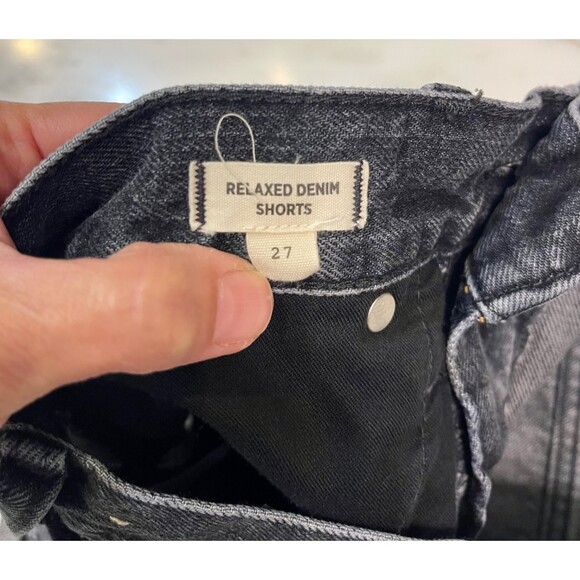 RELAXED DENIM
SHORTS
27